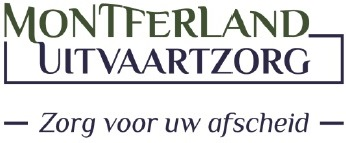 MONTFERLAND
UITVAARTZORG
— Zorg voor uw afscheid —